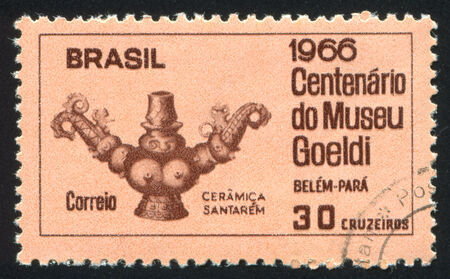 BRASIL
1966
Centenário
do Museu
Goeldi
BELÉM-PARÁ
30 CRUZEIROS
Correio
CERÂMICA
SANTARÉM